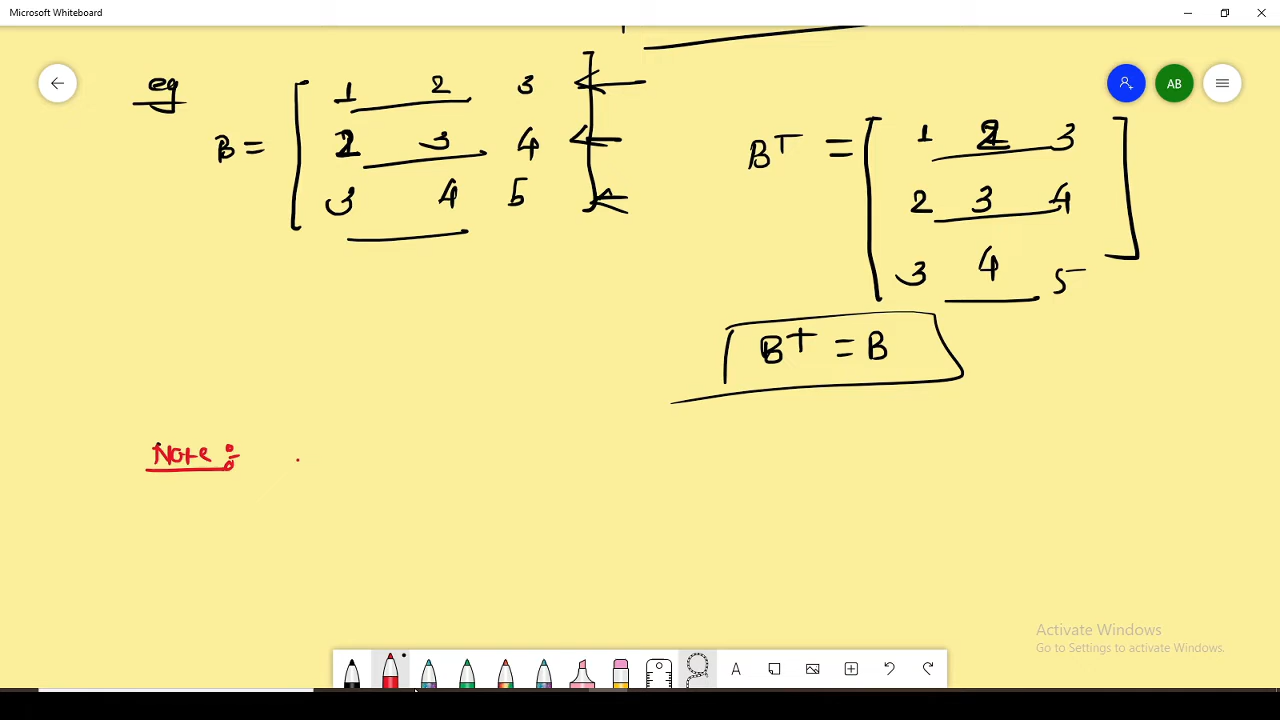 Microsoft Whiteboard
eg
AB
B = [ 1 2 3
2 3 4
3 4 5 ]
B^T = [ 1 2 3
2 3 4
3 4 5 ]
B^T = B
Note :-
Activate Windows
Go to Settings to activate Windows.
A